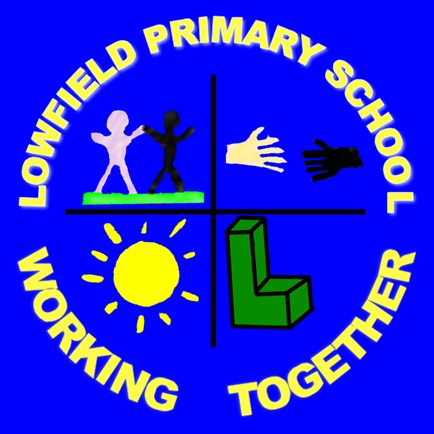 LOWFIELD PRIMARY SCHOOL
WORKING TOGETHER